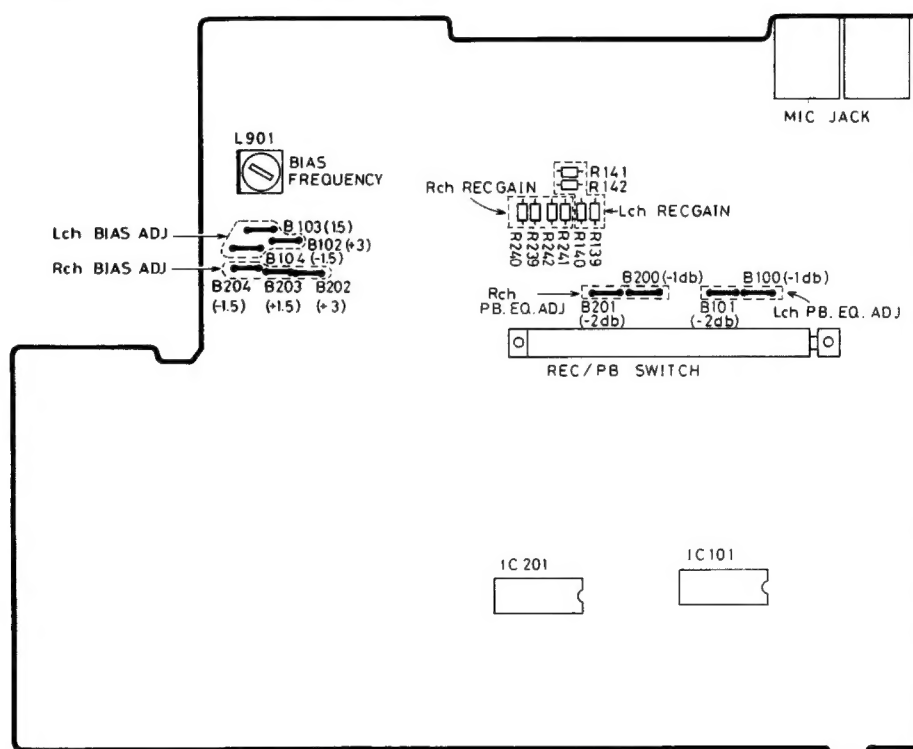 MIC JACK
L901
BIAS
FREQUENCY
R141
R142
Rch RECGAIN
Lch RECGAIN
R240
R239
R242
R241
R140
R139
Lch BIAS ADJ
B103(15)
B102(+3)
B104(-1.5)
Rch BIAS ADJ
B204
(-1.5)
B203
(+1.5)
B202
(+3)
B200(-1db)
B100(-1db)
Rch
PB.EQ.ADJ
B201
(-2db)
B101
(-2db)
Lch PB.EQ.ADJ
REC/PB SWITCH
IC201
IC101